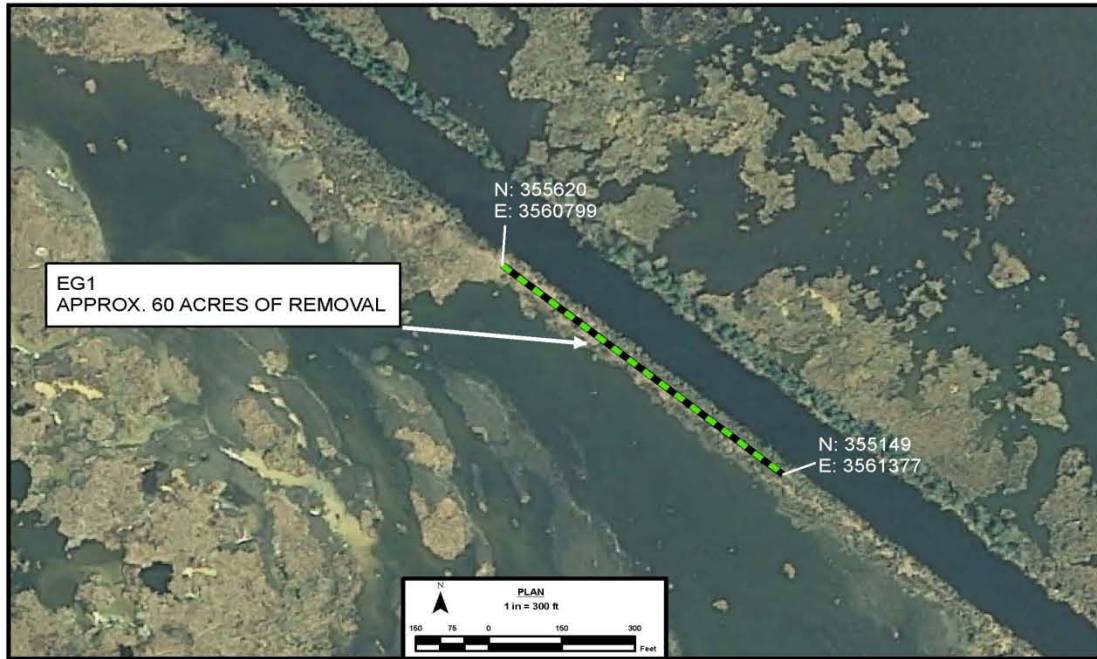 N: 355620
E: 3560799
EG1
APPROX. 60 ACRES OF REMOVAL
N: 355149
E: 3561377
N
PLAN
1 in = 300 ft
150 75 0 150 300
Feet